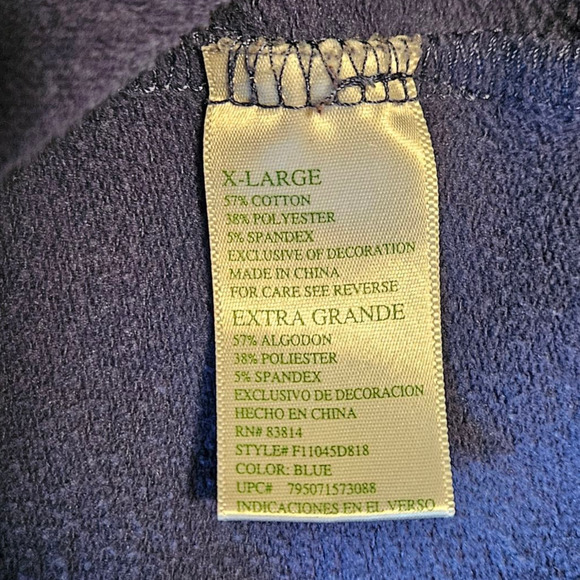 X-LARGE
57% COTTON
38% POLYESTER
5% SPANDEX
EXCLUSIVE OF DECORATION
MADE IN CHINA
FOR CARE SEE REVERSE
EXTRA GRANDE
57% ALGODON
38% POLIESTER
5% SPANDEX
EXCLUSIVO DE DECORACION
HECHO EN CHINA
RN# 83814
STYLE# F11045D818
COLOR: BLUE
UPC# 795071573088
INDICACIONES EN EL VERSO